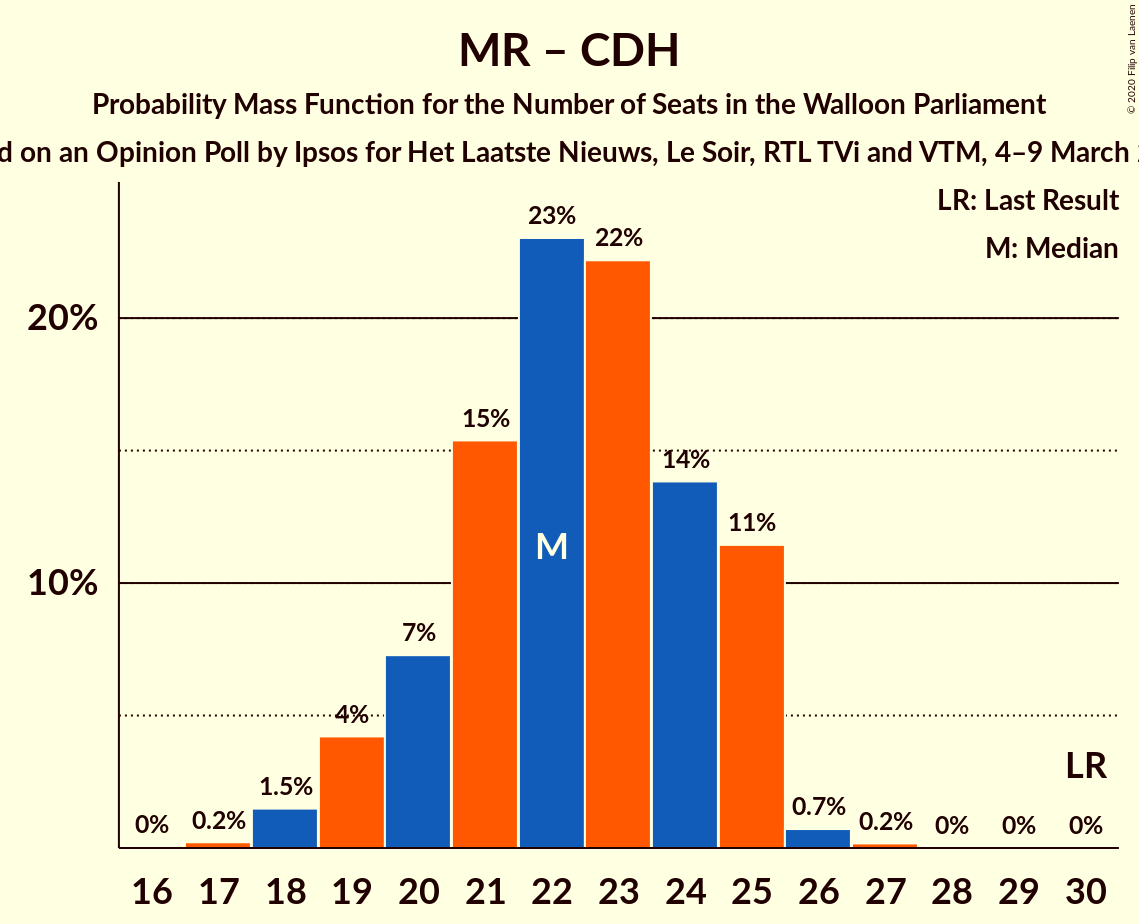 MR – CDH
Probability Mass Function for the Number of Seats in the Walloon Parliament
on an Opinion Poll by Ipsos for Het Laatste Nieuws, Le Soir, RTL TVi and VTM, 4–9 March
© 2020 Filip van Laenen
LR: Last Result
M: Median
23%
22%
20%
15%
14%
11%
M
10%
7%
4%
LR
1.5%
0.7%
0%
0.2%
0.2%
0%
0%
0%
16 17 18 19 20 21 22 23 24 25 26 27 28 29 30